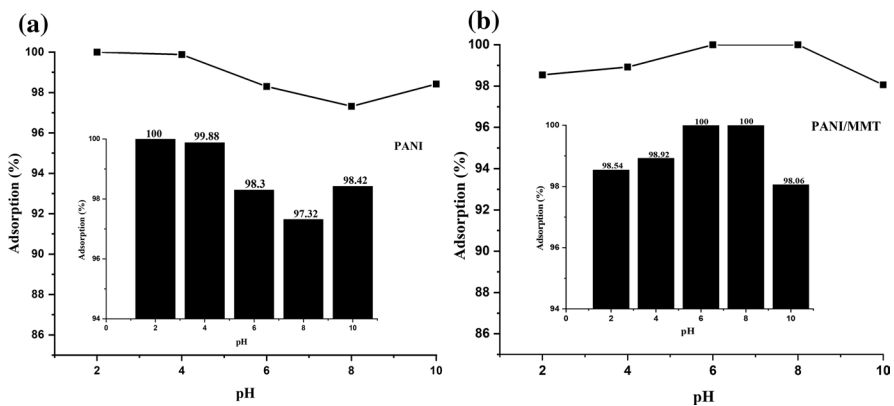 (a)
100
98
96
94
92
90
88
86
Adsorption (%)
2 4 6 8 10
pH
PANI
100
98
96
94
Adsorption (%)
100 99.88 98.3 97.32 98.42
0 2 4 6 8 10
pH
(b)
100
98
96
94
92
90
88
86
Adsorption (%)
2 4 6 8 10
pH
PANI/MMT
100
98
96
94
Adsorption (%)
98.54 98.92 100 100 98.06
0 2 4 6 8 10
pH